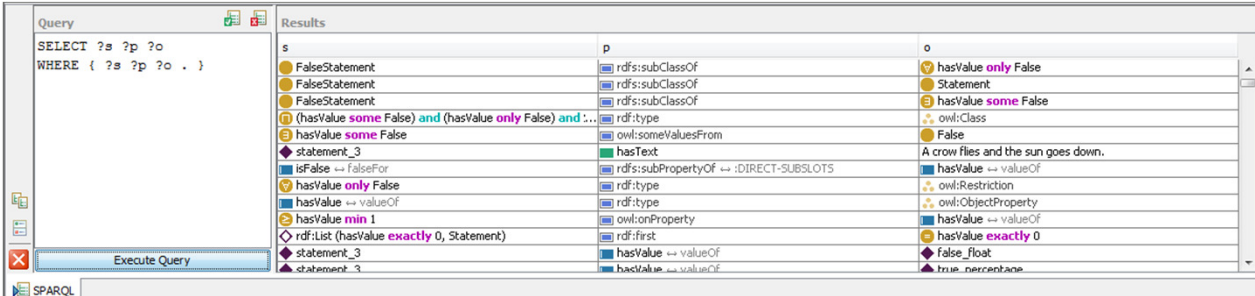 Query
SELECT ?s ?p ?o
WHERE { ?s ?p ?o . }
Execute Query
SPARQL
Results
s p o
FalseStatement rdfs:subClassOf hasValue only False
FalseStatement rdfs:subClassOf Statement
FalseStatement rdfs:subClassOf hasValue some False
(hasValue some False) and (hasValue only False) and '... rdf:type owl:Class
hasValue some False owl:someValuesFrom False
statement_3 hasText A crow flies and the sun goes down.
isFalse ↔ falseFor rdfs:subPropertyOf ↔ :DIRECT-SUBSLOTS hasValue ↔ valueOf
hasValue only False rdf:type owl:Restriction
hasValue ↔ valueOf rdf:type owl:ObjectProperty
hasValue min 1 owl:onProperty hasValue ↔ valueOf
rdf:List (hasValue exactly 0, Statement) rdf:first hasValue exactly 0
statement_3 hasValue ↔ valueOf false_float
statement_3 hasValue ↔ valueOf true_percentage